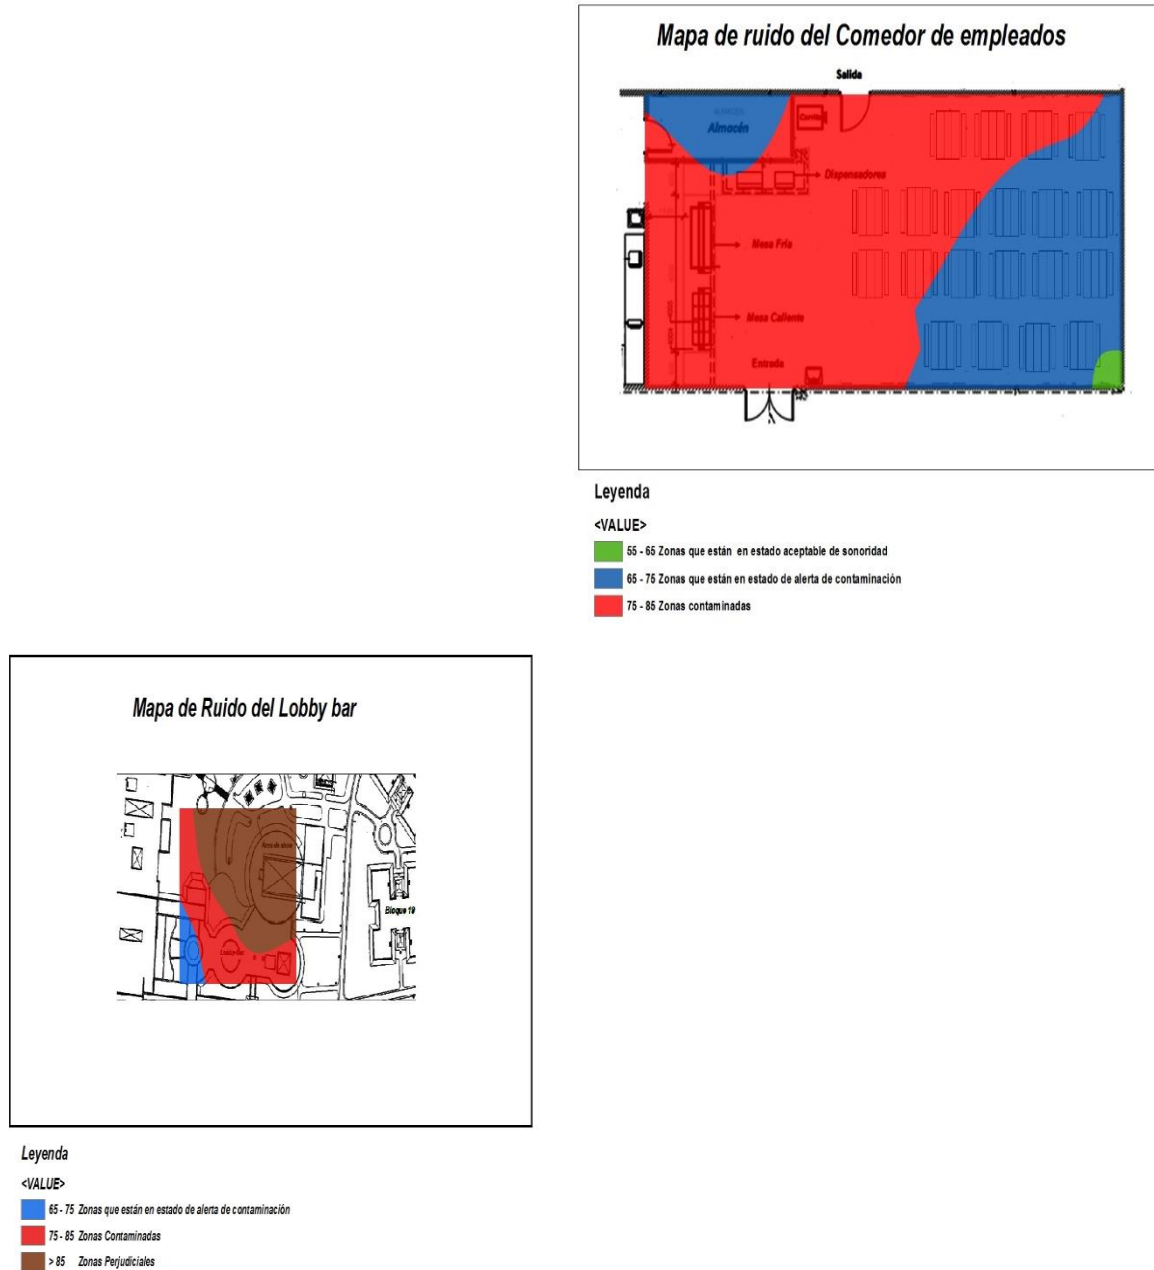 Mapa de ruido del Comedor de empleados
Salida
Almacén
Carrito
Dispensadores
Mesa Fría
Mesa Caliente
Entrada
Leyenda
<VALUE>
55 - 65 Zonas que están en estado aceptable de sonoridad
65 - 75 Zonas que están en estado de alerta de contaminación
75 - 85 Zonas contaminadas
Mapa de Ruido del Lobby bar
Bloque 19
Lobby-Bar
Leyenda
<VALUE>
65 - 75 Zonas que están en estado de alerta de contaminación
75 - 85 Zonas Contaminadas
> 85 Zonas Perjudiciales